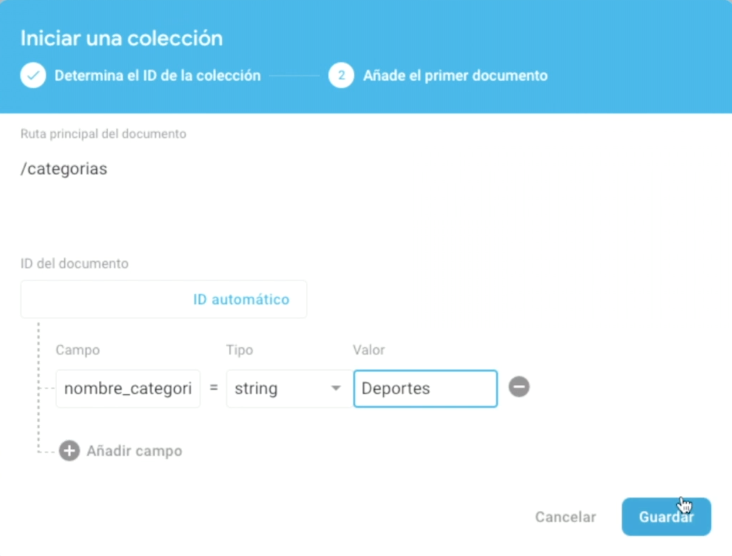 Iniciar una colección
Determina el ID de la colección
2 Añade el primer documento
Ruta principal del documento
/categorias
ID del documento
ID automático
Campo Tipo Valor
nombre_categori = string Deportes
Añadir campo
Cancelar Guardar